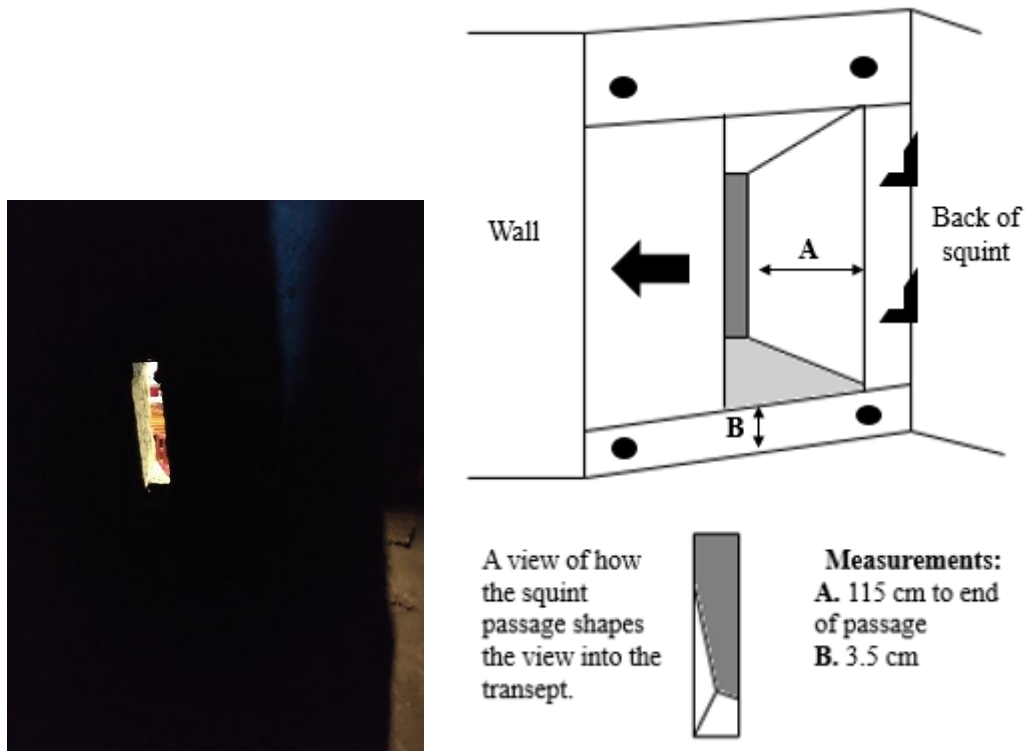 Wall
A
Back of
squint
B
A view of how
the squint
passage shapes
the view into the
transept.
Measurements:
A. 115 cm to end
of passage
B. 3.5 cm